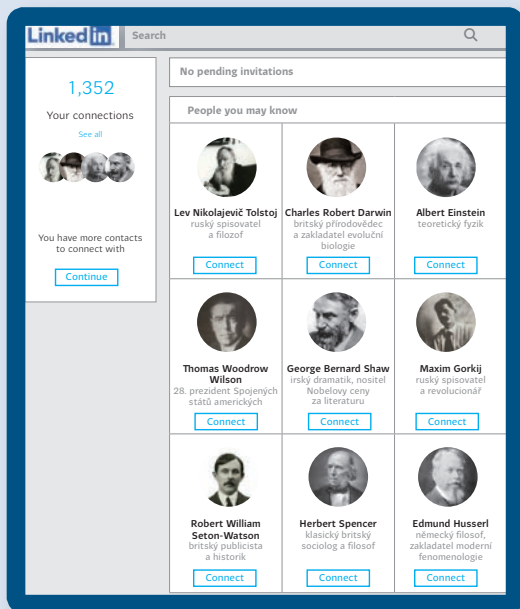 Linked in
Search
1,352
Your connections
See all
You have more contacts
to connect with
Continue
No pending invitations
People you may know
Lev Nikolajevič Tolstoj
ruský spisovatel
a filozof
Connect
Charles Robert Darwin
britský přírodovědec
a zakladatel evoluční
biologie
Connect
Albert Einstein
teoretický fyzik
Connect
Thomas Woodrow
Wilson
28. prezident Spojených
států amerických
Connect
George Bernard Shaw
irský dramatik, nositel
Nobelovy ceny
za literaturu
Connect
Maxim Gorkij
ruský spisovatel
a revolucionář
Connect
Robert William
Seton-Watson
britský publicista
a historik
Connect
Herbert Spencer
klasický britský
sociolog a filosof
Connect
Edmund Husserl
německý filosof,
zakladatel moderní
fenomenologie
Connect